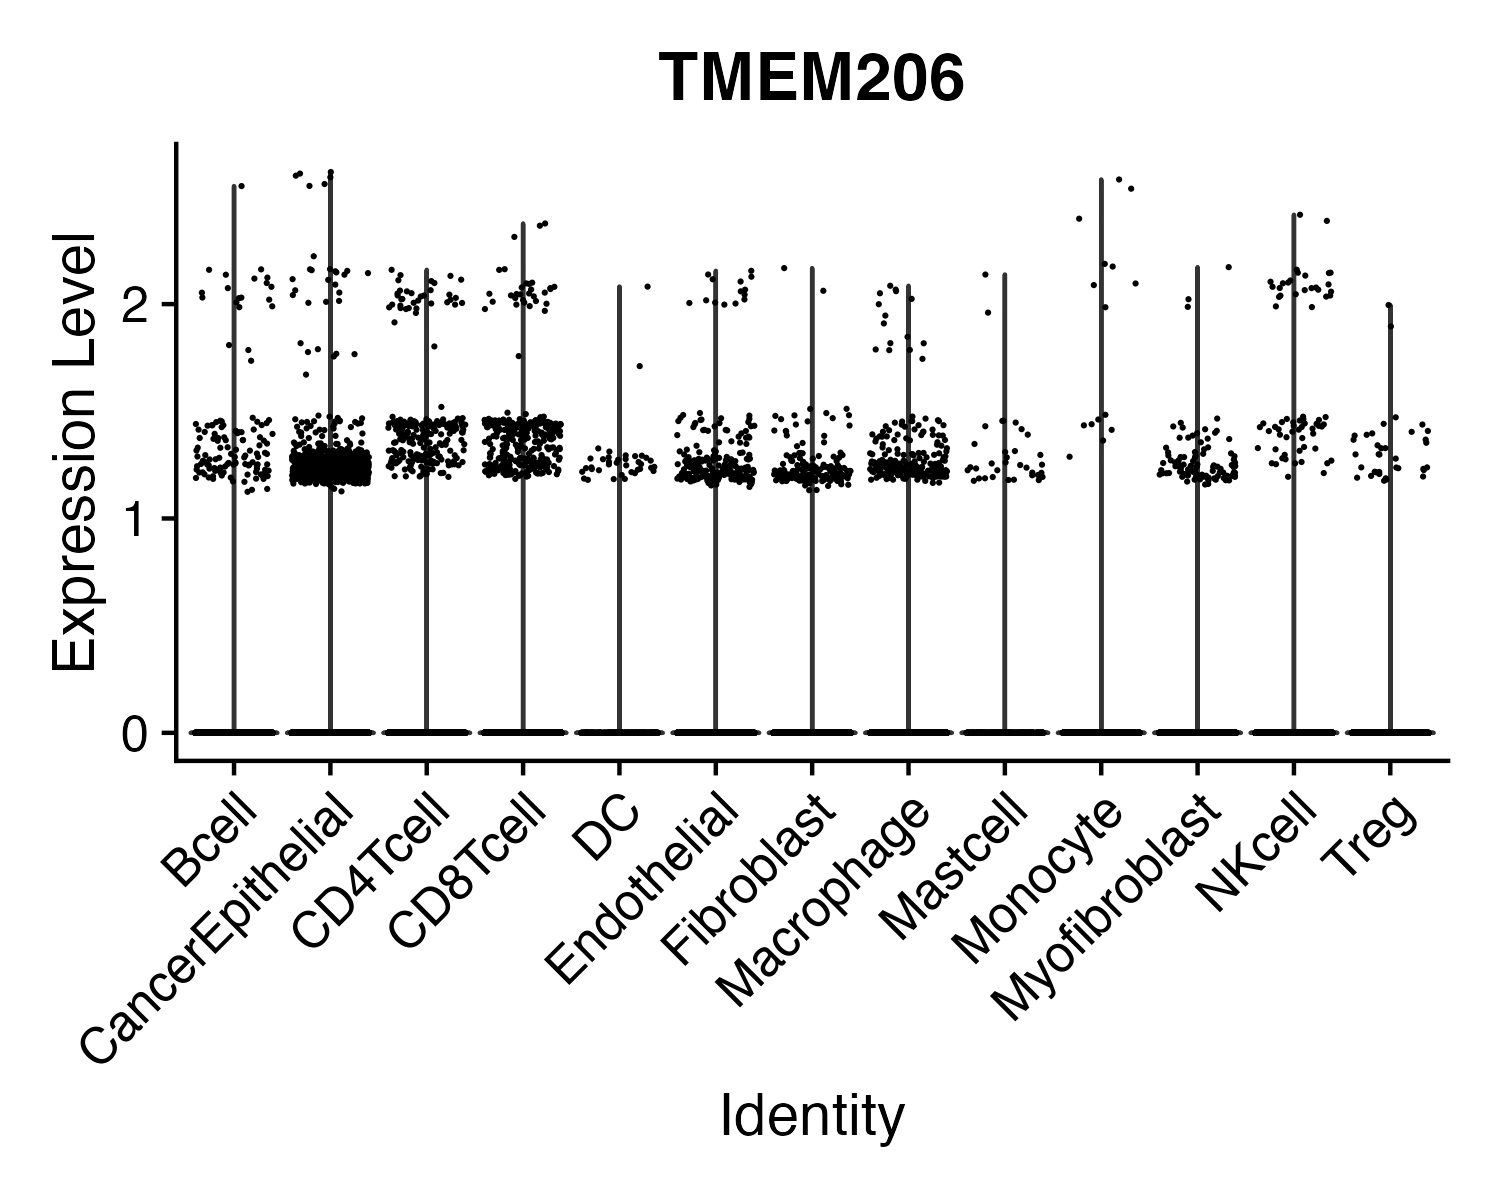 TMEM206
Expression Level
2
1
0
Bcell
CancerEpithelial
CD4Tcell
CD8Tcell
DC
Endothelial
Fibroblast
Macrophage
Mastcell
Monocyte
Myofibroblast
NKcell
Treg
Identity